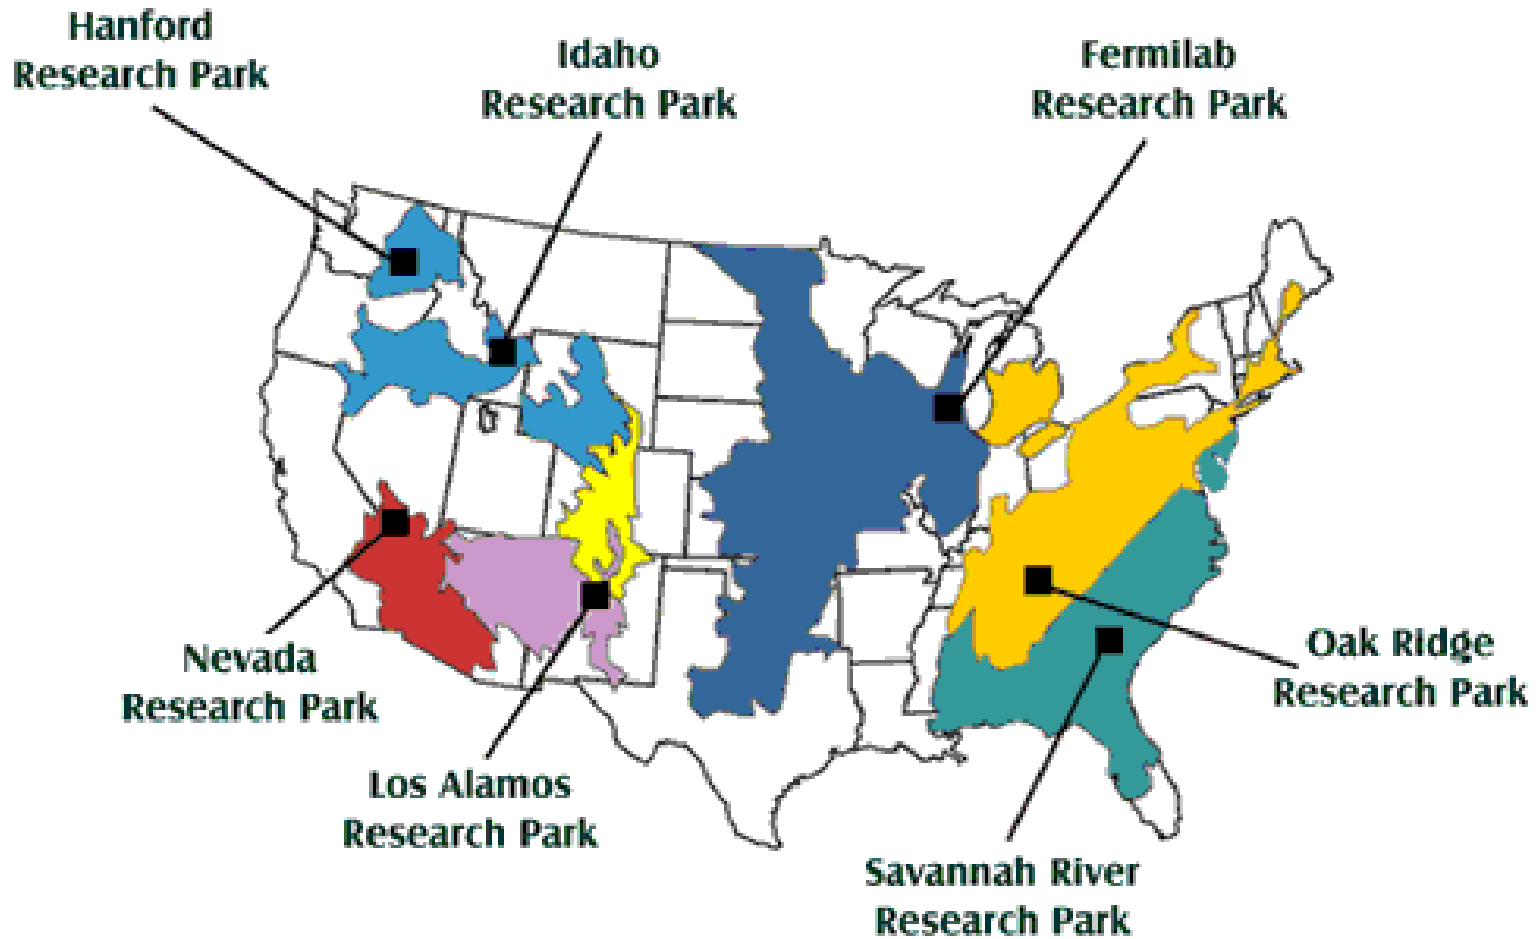 Hanford
Research Park
Idaho
Research Park
Fermilab
Research Park
Nevada
Research Park
Los Alamos
Research Park
Oak Ridge
Research Park
Savannah River
Research Park